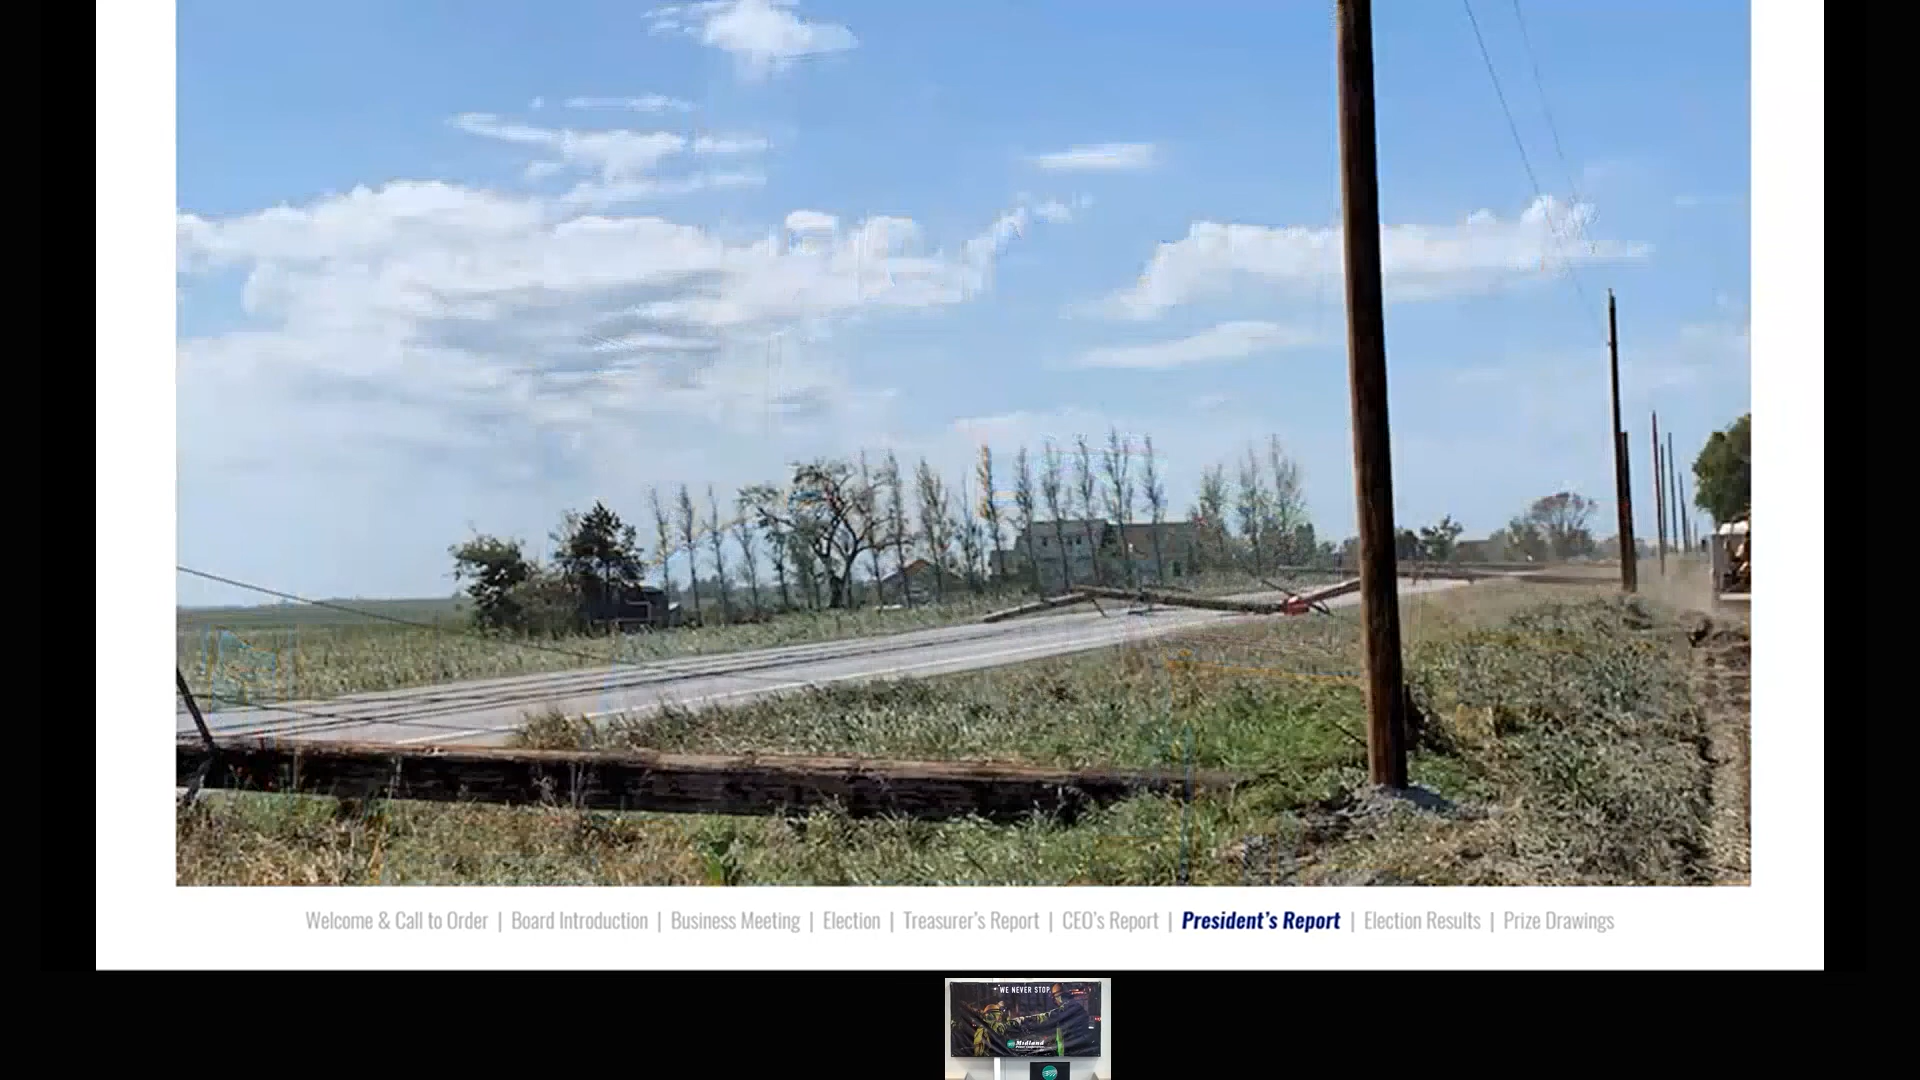 Welcome & Call to Order | Board Introduction | Business Meeting | Election | Treasurer's Report | CEO's Report | President's Report | Election Results | Prize Drawings
WE NEVER STOP
Midland